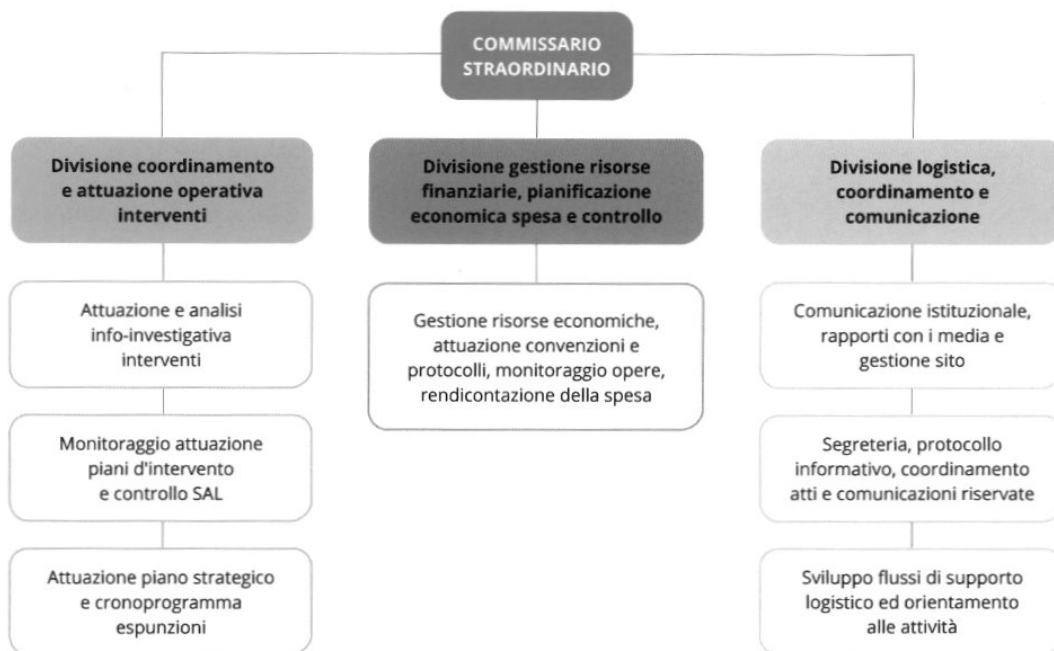 COMMISSARIO
STRAORDINARIO
Divisione coordinamento
e attuazione operativa
interventi
Attuazione e analisi
info-investigativa
interventi
Monitoraggio attuazione
piani d'intervento
e controllo SAL
Attuazione piano strategico
e cronoprogramma
espunzioni
Divisione gestione risorse
finanziarie, pianificazione
economica spesa e controllo
Gestione risorse economiche,
attuazione convenzioni e
protocolli, monitoraggio opere,
rendicontazione della spesa
Divisione logistica,
coordinamento e
comunicazione
Comunicazione istituzionale,
rapporti con i media e
gestione sito
Segreteria, protocollo
informativo, coordinamento
atti e comunicazioni riservate
Sviluppo flussi di supporto
logistico ed orientamento
alle attività